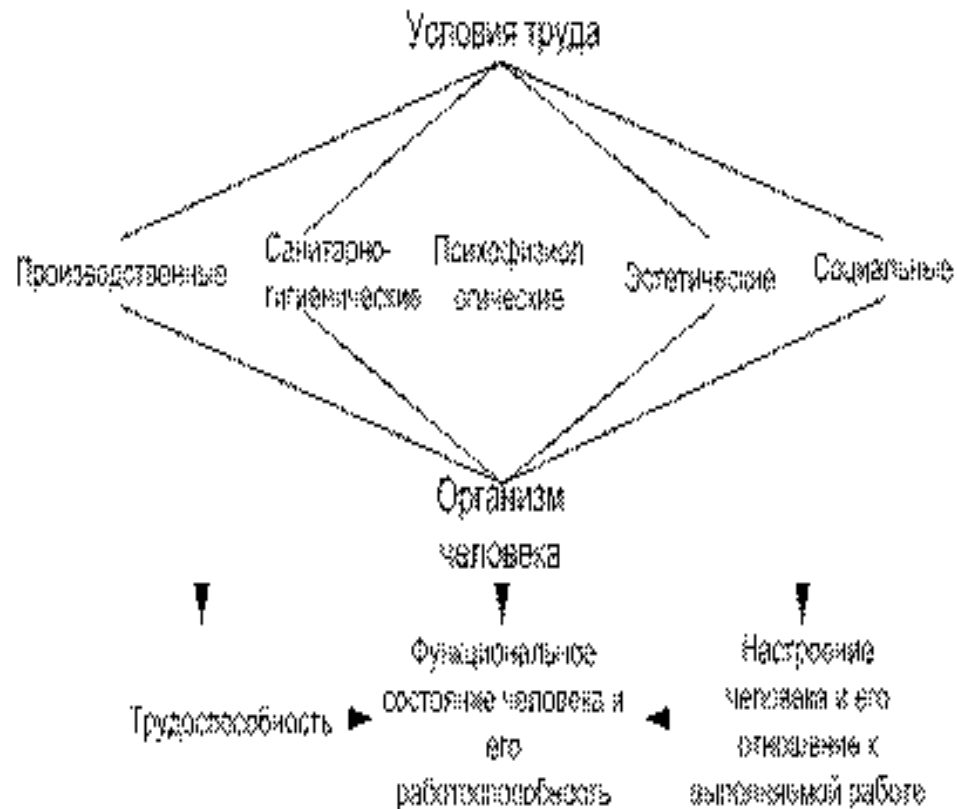 Условия труда
Производственные
Санитарно-
гигиенические
Психофизиол
огические
Эстетические
Социальные
Организм
человека
Трудоспособность
Функциональное
состояние человека и
его
работоспособность
Настроение
человека и его
отношение к
выполняемой работе